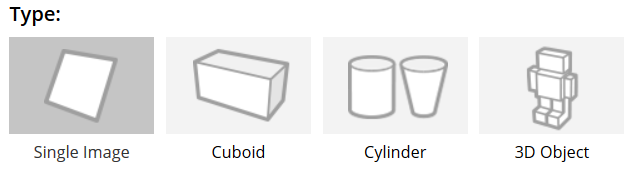 Type:
Single Image
Cuboid
Cylinder
3D Object